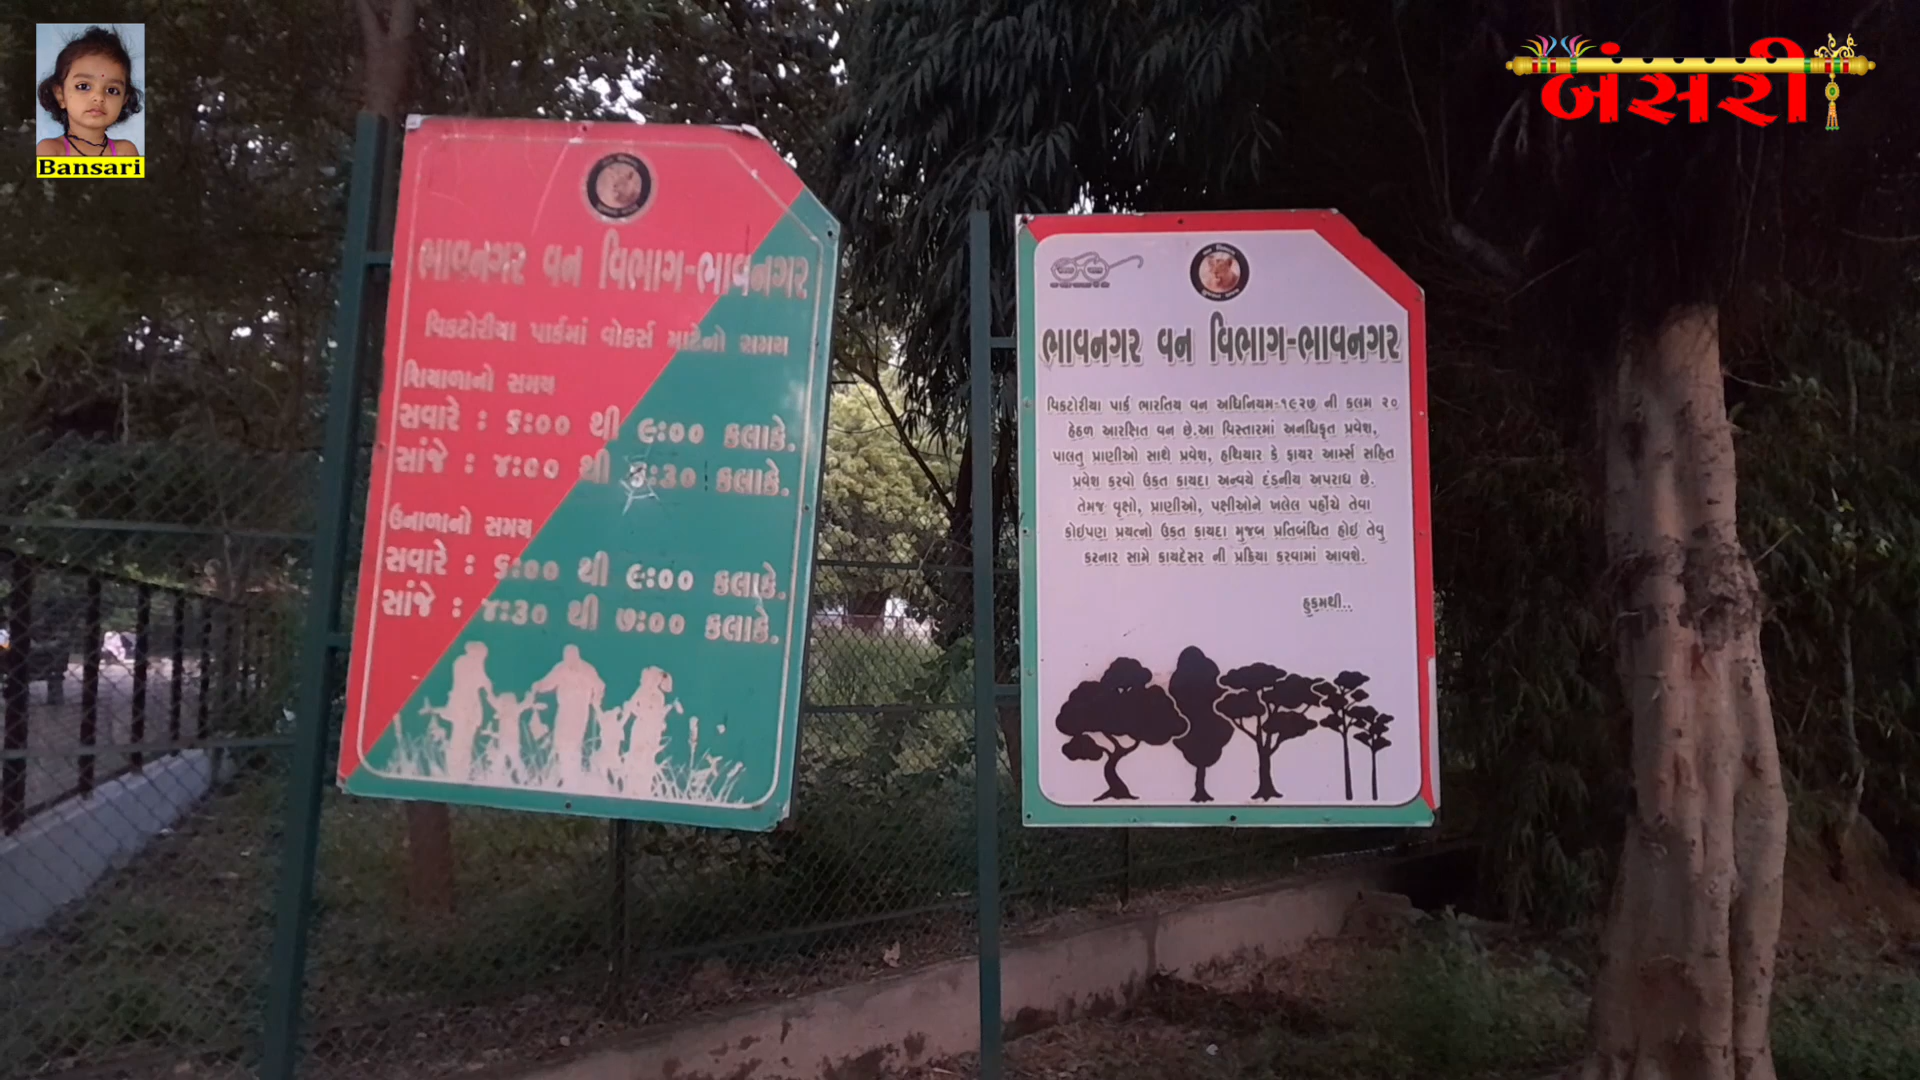 Bansari
બંસરી
ભાવનગર વન વિભાગ-ભાવનગર
વિકટોરીયા પાર્કમાં વોકર્સ માટેનો સમય
શિયાળાનો સમય
સવારે : ૬:૦૦ થી ૯:૦૦ કલાકે.
સાંજે : ૪:૦૦ થી ૬:૩૦ કલાકે.
ઉનાળાનો સમય
સવારે : ૬:૦૦ થી ૯:૦૦ કલાકે.
સાંજે : ૪:૩૦ થી ૭:૦૦ કલાકે.
ભાવનગર વન વિભાગ-ભાવનગર
વિકટોરીયા પાર્ક ભારતિય વન અધિનિયમ-૧૯૨૭ ની કલમ ૨૦
હેઠળ આરક્ષિત વન છે.આ વિસ્તારમાં અનધિકૃત પ્રવેશ,
પાલતુ પ્રાણીઓ સાથે પ્રવેશ, હથિયાર કે ફાયર આર્મ્સ સહિત
પ્રવેશ કરવો ઉકત કાયદા અન્વયે દંડનીય અપરાધ છે.
તેમજ વૃક્ષો, પ્રાણીઓ, પક્ષીઓને ખલેલ પહોંચે તેવા
કોઇપણ પ્રયત્નો ઉકત કાયદા મુજબ પ્રતિબંધિત હોઇ તેવુ
કરનાર સામે કાયદેસર ની પ્રક્રિયા કરવામાં આવશે.
હુકમથી..